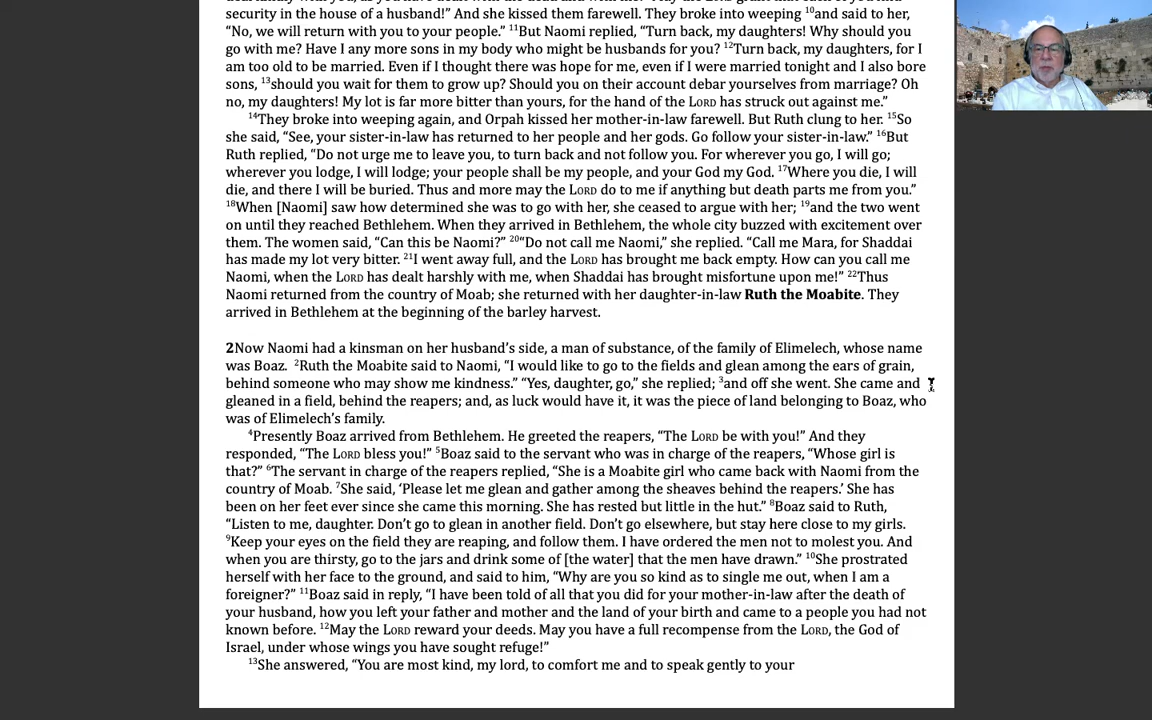 security in the house of a husband!” And she kissed them farewell. They broke into weeping ¹⁰and said to her,
“No, we will return with you to your people.” ¹¹But Naomi replied, “Turn back, my daughters! Why should you
go with me? Have I any more sons in my body who might be husbands for you? ¹²Turn back, my daughters, for I
am too old to be married. Even if I thought there was hope for me, even if I were married tonight and I also bore
sons, ¹³should you wait for them to grow up? Should you on their account debar yourselves from marriage? Oh
no, my daughters! My lot is far more bitter than yours, for the hand of the LORD has struck out against me.”
¹⁴They broke into weeping again, and Orpah kissed her mother-in-law farewell. But Ruth clung to her. ¹⁵So
she said, “See, your sister-in-law has returned to her people and her gods. Go follow your sister-in-law.” ¹⁶But
Ruth replied, “Do not urge me to leave you, to turn back and not follow you. For wherever you go, I will go;
wherever you lodge, I will lodge; your people shall be my people, and your God my God. ¹⁷Where you die, I will
die, and there I will be buried. Thus and more may the LORD do to me if anything but death parts me from you.”
¹⁸When [Naomi] saw how determined she was to go with her, she ceased to argue with her; ¹⁹and the two went
on until they reached Bethlehem. When they arrived in Bethlehem, the whole city buzzed with excitement over
them. The women said, “Can this be Naomi?” ²⁰“Do not call me Naomi,” she replied. “Call me Mara, for Shaddai
has made my lot very bitter. ²¹I went away full, and the LORD has brought me back empty. How can you call me
Naomi, when the LORD has dealt harshly with me, when Shaddai has brought misfortune upon me!” ²²Thus
Naomi returned from the country of Moab; she returned with her daughter-in-law Ruth the Moabite. They
arrived in Bethlehem at the beginning of the barley harvest.
2Now Naomi had a kinsman on her husband’s side, a man of substance, of the family of Elimelech, whose name
was Boaz. ²Ruth the Moabite said to Naomi, “I would like to go to the fields and glean among the ears of grain,
behind someone who may show me kindness.” “Yes, daughter, go,” she replied; ³and off she went. She came and
gleaned in a field, behind the reapers; and, as luck would have it, it was the piece of land belonging to Boaz, who
was of Elimelech’s family.
⁴Presently Boaz arrived from Bethlehem. He greeted the reapers, “The LORD be with you!” And they
responded, “The LORD bless you!” ⁵Boaz said to the servant who was in charge of the reapers, “Whose girl is
that?” ⁶The servant in charge of the reapers replied, “She is a Moabite girl who came back with Naomi from the
country of Moab. ⁷She said, ‘Please let me glean and gather among the sheaves behind the reapers.’ She has
been on her feet ever since she came this morning. She has rested but little in the hut.” ⁸Boaz said to Ruth,
“Listen to me, daughter. Don’t go to glean in another field. Don’t go elsewhere, but stay here close to my girls.
⁹Keep your eyes on the field they are reaping, and follow them. I have ordered the men not to molest you. And
when you are thirsty, go to the jars and drink some of [the water] that the men have drawn.” ¹⁰She prostrated
herself with her face to the ground, and said to him, “Why are you so kind as to single me out, when I am a
foreigner?” ¹¹Boaz said in reply, “I have been told of all that you did for your mother-in-law after the death of
your husband, how you left your father and mother and the land of your birth and came to a people you had not
known before. ¹²May the LORD reward your deeds. May you have a full recompense from the LORD, the God of
Israel, under whose wings you have sought refuge!”
¹³She answered, “You are most kind, my lord, to comfort me and to speak gently to your